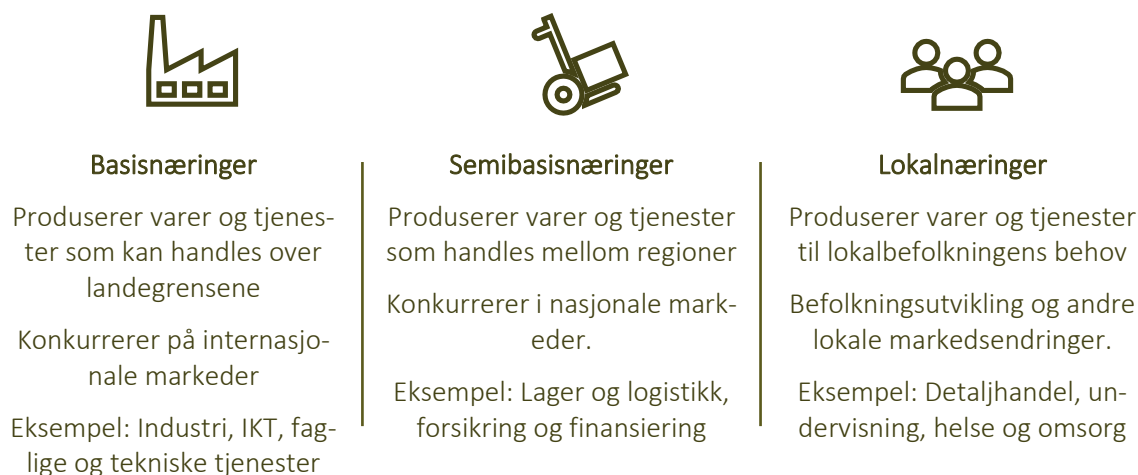 Basisnæringer
Produserer varer og tjenes-
ter som kan handles over
landegrensene
Konkurrerer på internasjo-
nale markeder
Eksempel: Industri, IKT, fag-
lige og tekniske tjenester
Semibasisnæringer
Produserer varer og tjenester
som handles mellom regioner
Konkurrerer i nasjonale mark-
eder.
Eksempel: Lager og logistikk,
forsikring og finansiering
Lokalnæringer
Produserer varer og tjenester
til lokalbefolkningens behov
Befolkningsutvikling og andre
lokale markedsendringer.
Eksempel: Detaljhandel, un-
dervisning, helse og omsorg